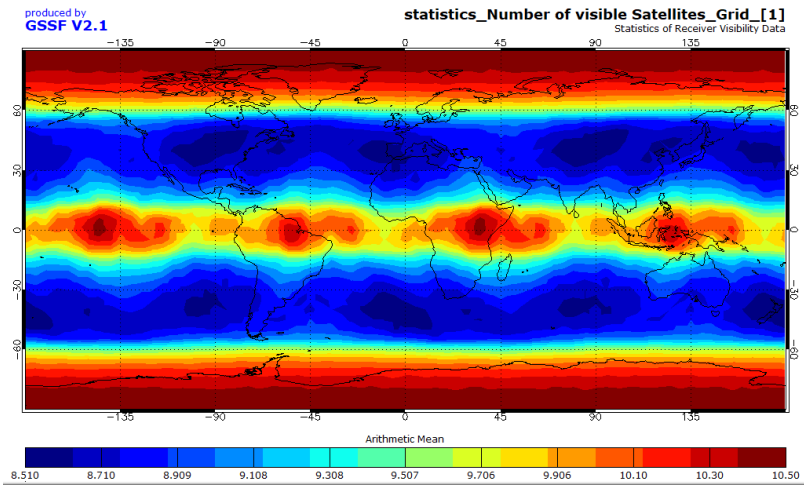 produced by
GSSF V2.1
statistics_Number of visible Satellites_Grid_[1]
Statistics of Receiver Visibility Data
-135 -90 -45 0 45 90 135
60 60
30 30
0 0
-30 -30
-60 -60
-135 -90 -45 0 45 90 135
Arithmetic Mean
8.510 8.710 8.909 9.108 9.308 9.507 9.706 9.906 10.10 10.30 10.50